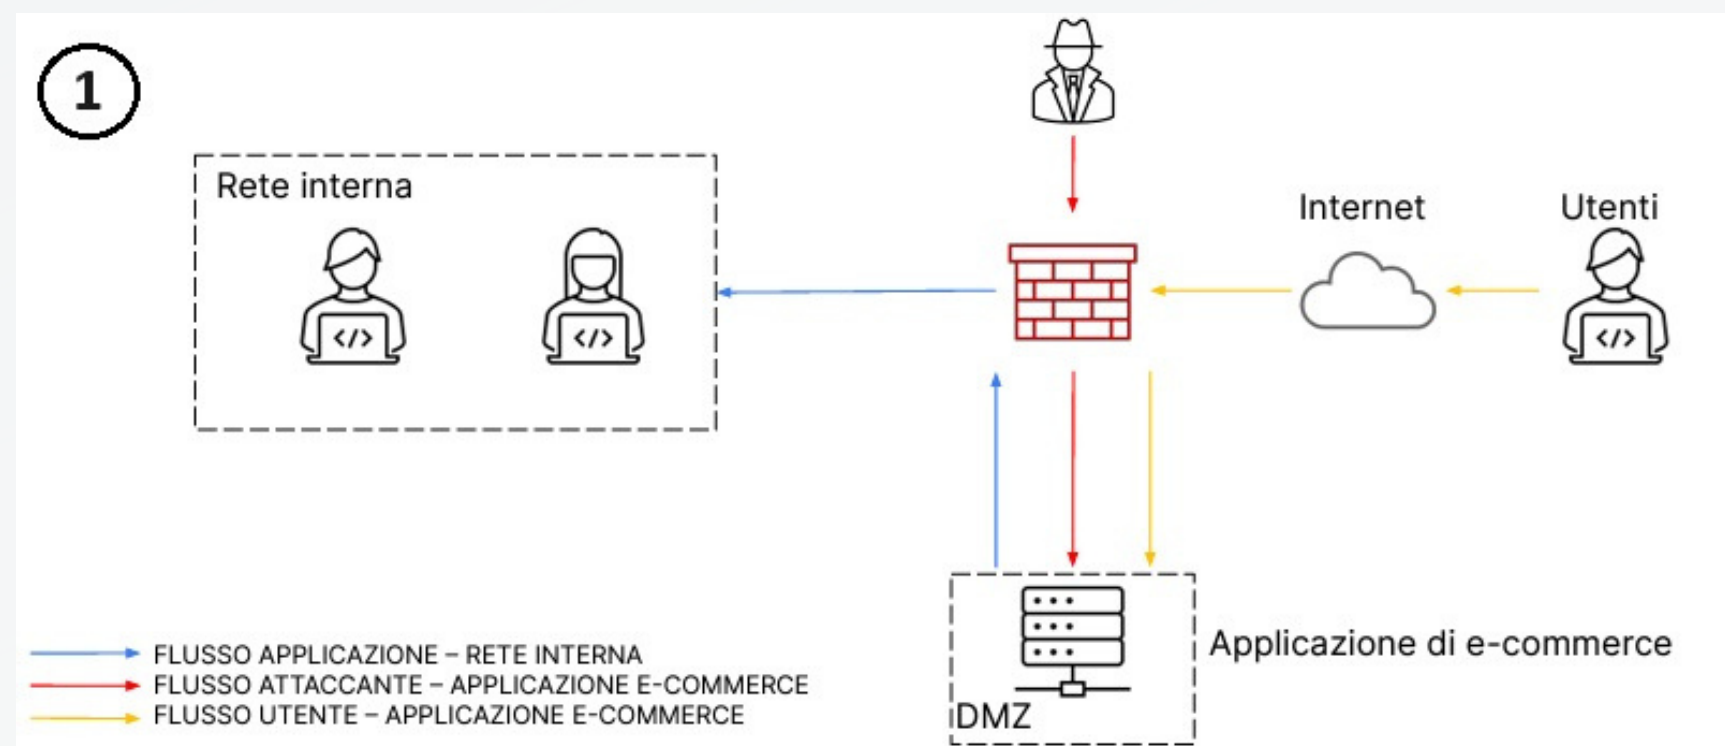 1
Rete interna
</>
</>
Internet
Utenti
</>
Applicazione di e-commerce
DMZ
FLUSSO APPLICAZIONE – RETE INTERNA
FLUSSO ATTACCANTE – APPLICAZIONE E-COMMERCE
FLUSSO UTENTE – APPLICAZIONE E-COMMERCE